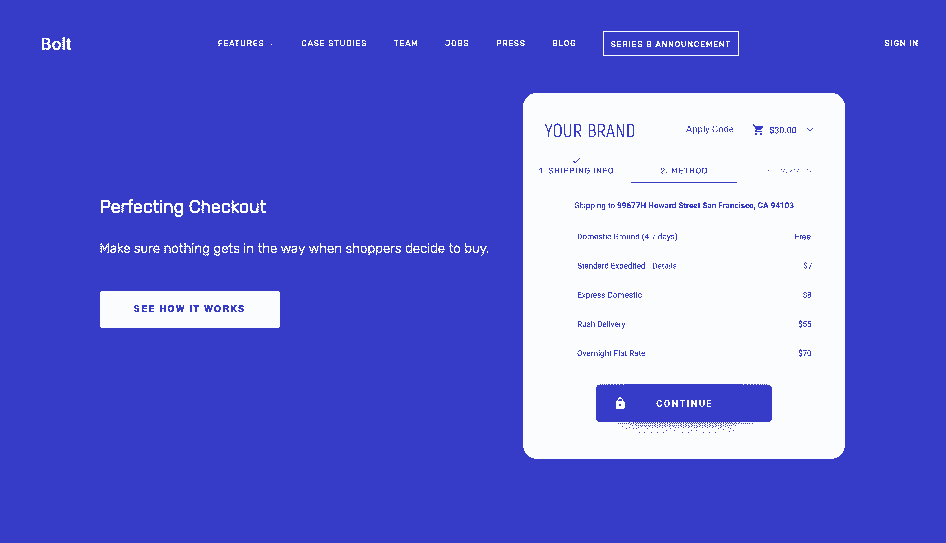 Bolt
FEATURES CASE STUDIES TEAM JOBS PRESS BLOG SERIES B ANNOUNCEMENT SIGN IN
YOUR BRAND Apply Code $30.00
1. SHIPPING INFO 2. METHOD
Shipping to 99677H Howard Street San Francisco, CA 94103
Perfecting Checkout
Make sure nothing gets in the way when shoppers decide to buy.
SEE HOW IT WORKS
Domestic Ground (4-7 days) Free
Standard Expedited Details $7
Express Domestic $8
Rush Delivery $55
Overnight Flat Rate $70
CONTINUE